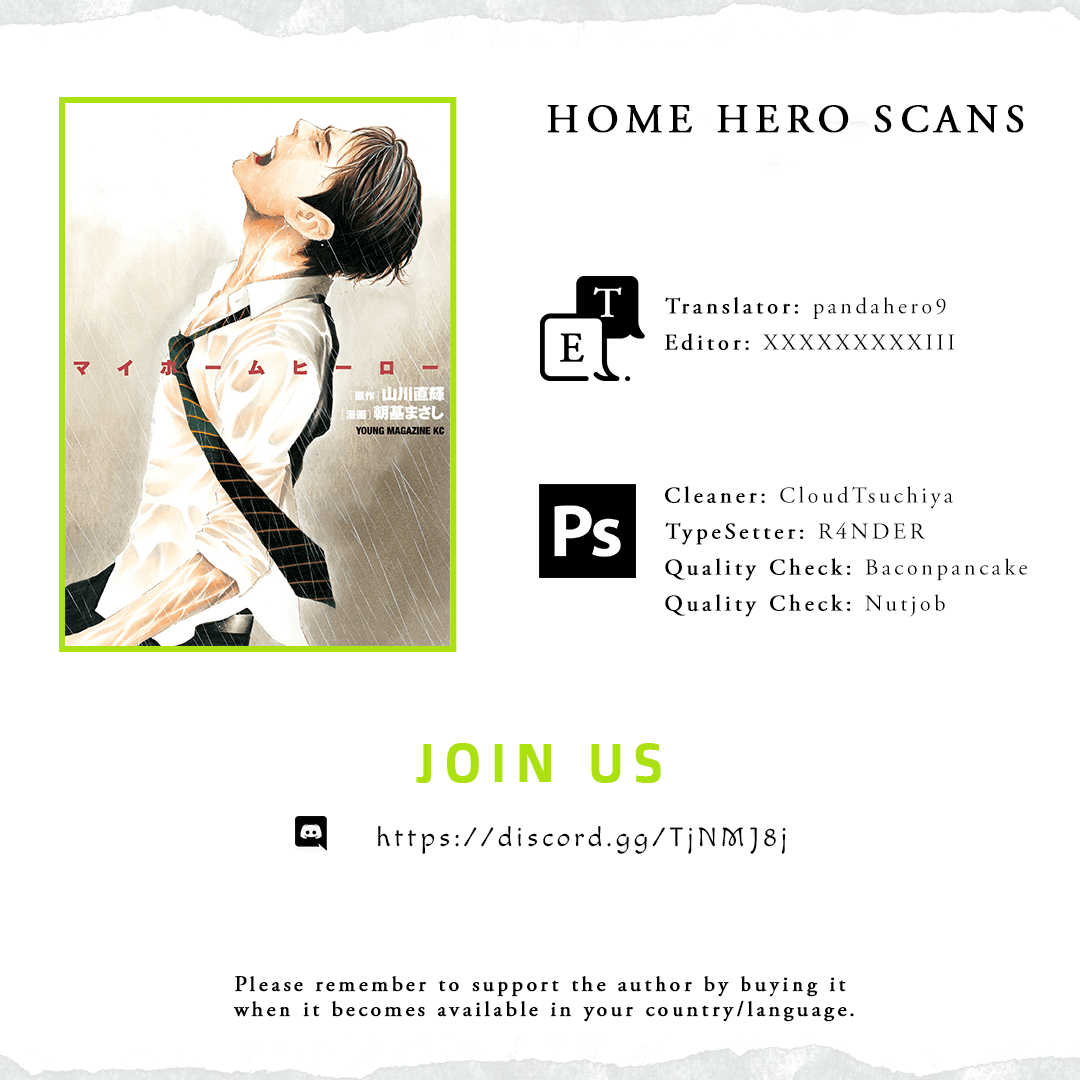 HOME HERO SCANS
マイホームヒーロー
[原作] 山川直輝
[漫画] 朝基まさし
YOUNG MAGAZINE KC
T
E
Translator: pandahero9
Editor: XXXXXXXXXIII
Ps
Cleaner: CloudTsuchiya
TypeSetter: R4NDER
Quality Check: Baconpancake
Quality Check: Nutjob
JOIN US
https://discord.gg/TjNMJ8j
Please remember to support the author by buying it
when it becomes available in your country/language.